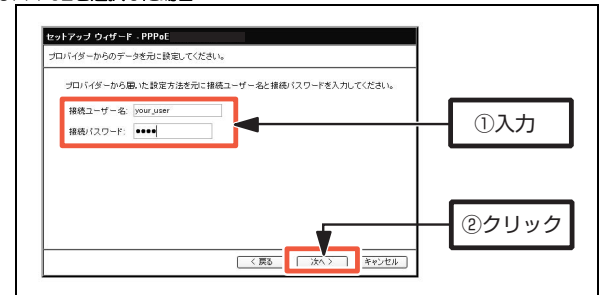 セットアップ ウィザード - PPPoE
プロバイダーからのデータを元に設定してください。
プロバイダーから届いた設定方法を元に接続ユーザー名と接続パスワードを入力してください。
接続ユーザー名: your_user
接続パスワード: ●●●●
①入力
②クリック
< 戻る 次へ > キャンセル